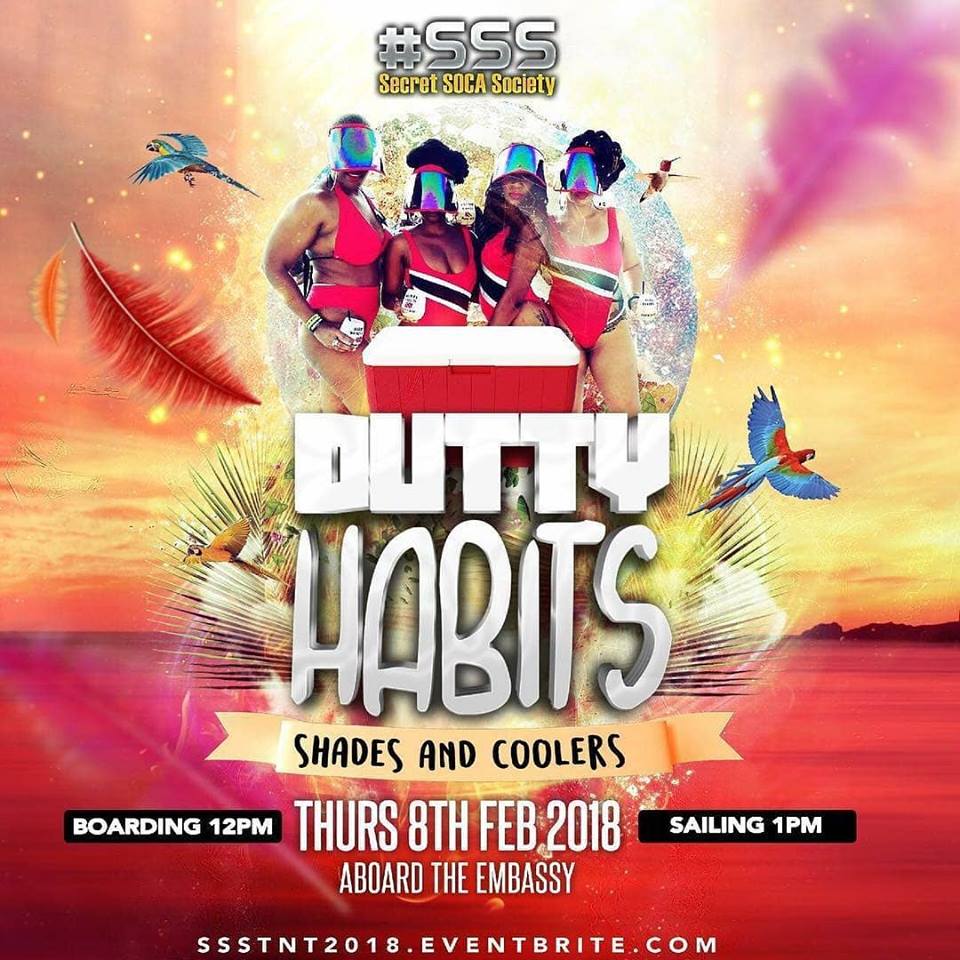 #SSS
Secret SOCA Society
DUTTY
HABITS
SHADES AND COOLERS
BOARDING 12PM
THURS 8TH FEB 2018
SAILING 1PM
ABOARD THE EMBASSY
SSSTNT2018.EVENTBRITE.COM